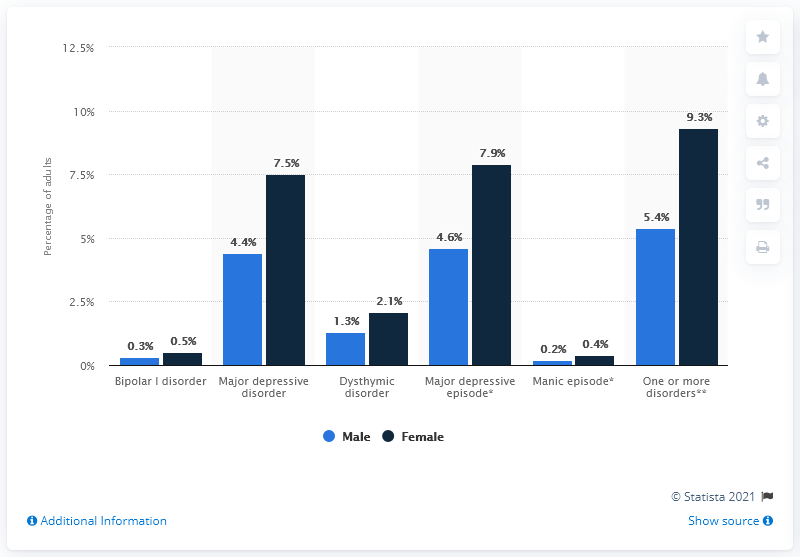 12.5%
10%
7.5%
5%
2.5%
0%
Percentage of adults
0.3%
0.5%
4.4%
7.5%
1.3%
2.1%
4.6%
7.9%
0.2%
0.4%
5.4%
9.3%
Bipolar I disorder
Major depressive
disorder
Dysthymic
disorder
Major depressive
episode*
Manic episode*
One or more
disorders**
Male Female
© Statista 2021
Additional Information
Show source